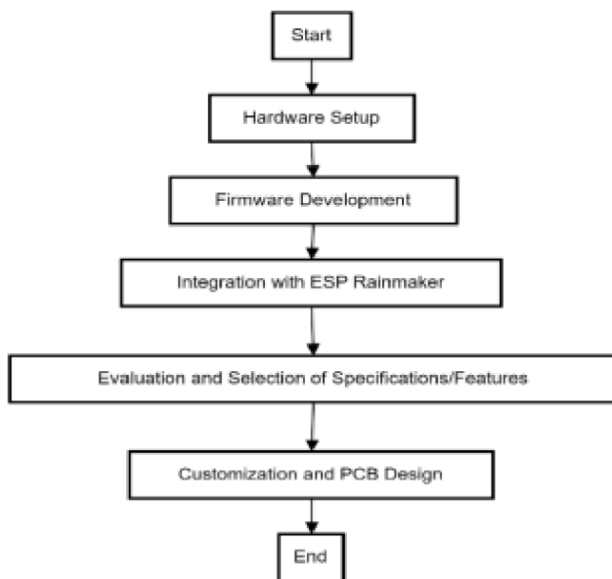 Start
Hardware Setup
Firmware Development
Integration with ESP Rainmaker
Evaluation and Selection of Specifications/Features
Customization and PCB Design
End